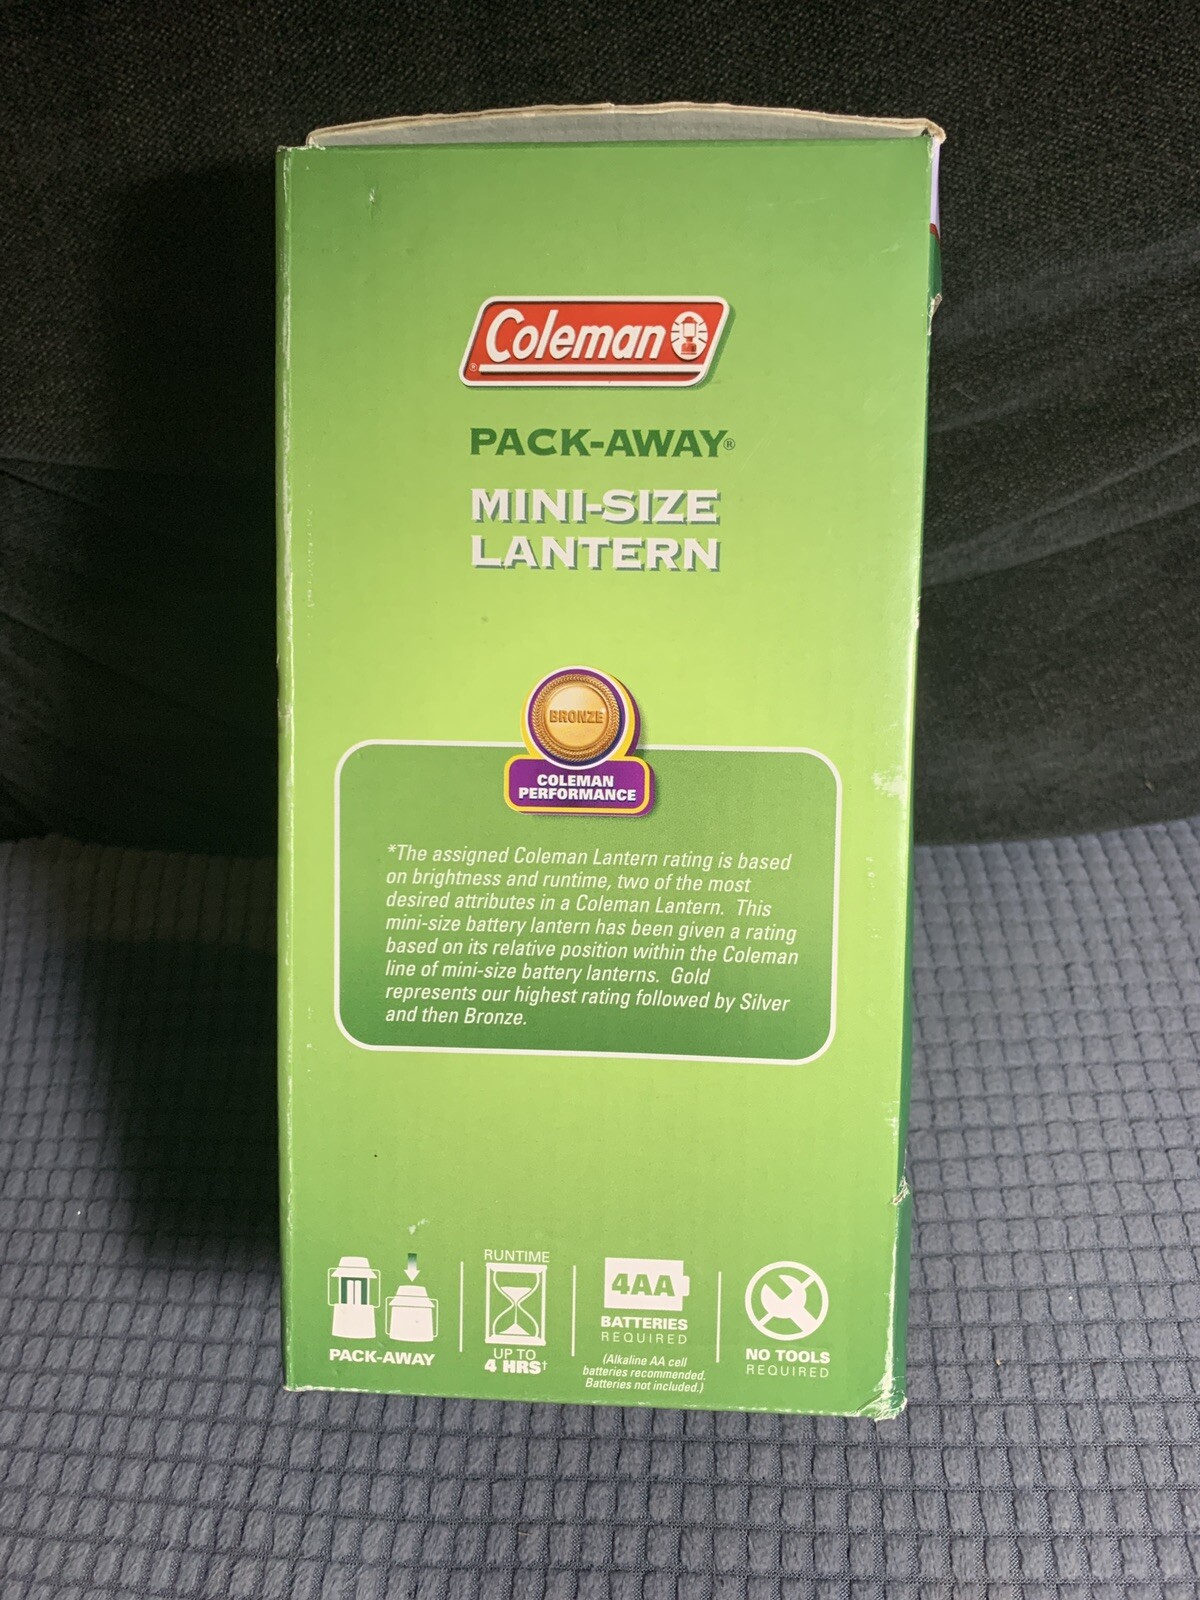 Coleman
®
PACK-AWAY®
MINI-SIZE
LANTERN
BRONZE
COLEMAN
PERFORMANCE
*The assigned Coleman Lantern rating is based
on brightness and runtime, two of the most
desired attributes in a Coleman Lantern. This
mini-size battery lantern has been given a rating
based on its relative position within the Coleman
line of mini-size battery lanterns. Gold
represents our highest rating followed by Silver
and then Bronze.
PACK-AWAY
RUNTIME
UP TO
4 HRS†
4AA
BATTERIES
REQUIRED
(Alkaline AA cell
batteries recommended.
Batteries not included.)
NO TOOLS
REQUIRED